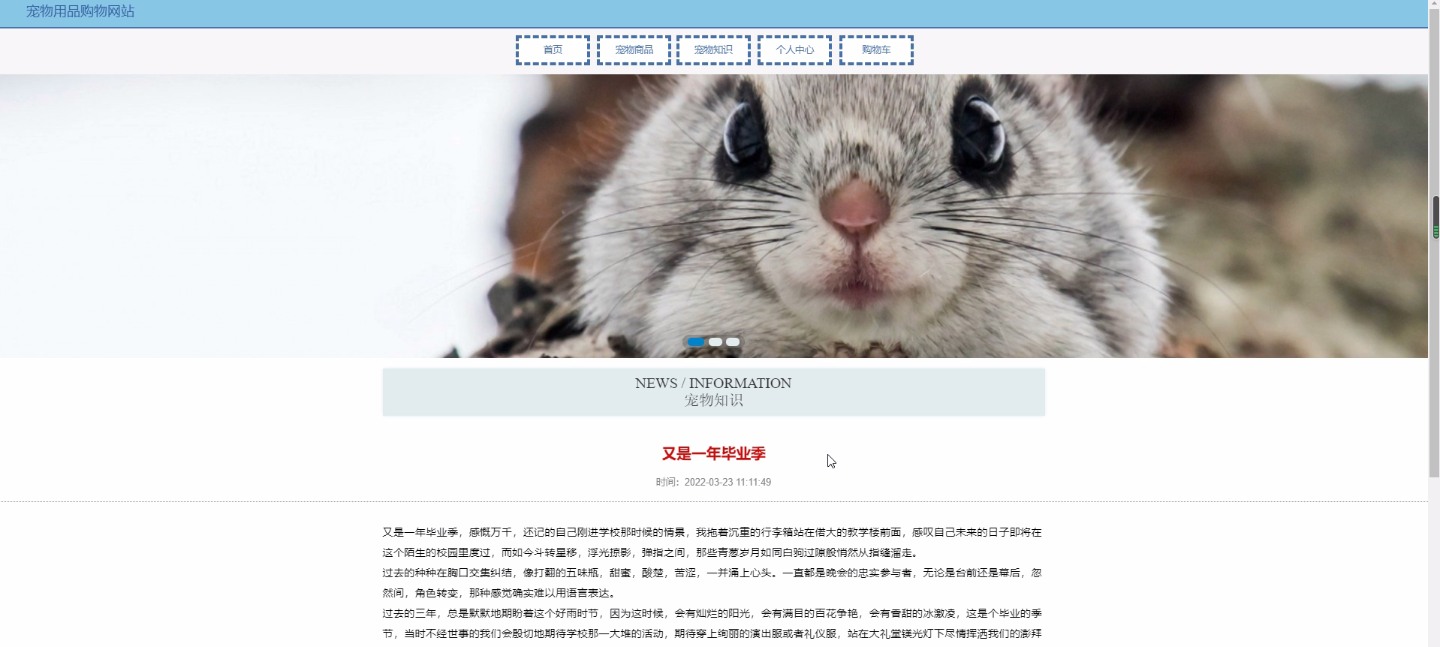 宠物用品购物网站
首页 宠物商品 宠物知识 个人中心 购物车
NEWS / INFORMATION
宠物知识
又是一年毕业季
时间：2022-03-23 11:11:49
又是一年毕业季，感慨万千，还记的自己刚进学校那时候的情景，我拖着沉重的行李箱站在偌大的教学楼前面，感叹自己未来的日子即将在
这个陌生的校园里度过，而如今斗转星移，浮光掠影，弹指之间，那些青葱岁月如同白驹过隙般悄然从指缝溜走。
过去的种种在胸口交集纠结，像打翻的五味瓶，甜蜜，酸楚，苦涩，一并涌上心头。一直都是晚会的忠实参与者，无论是台前还是幕后，忽
然间，角色转变，那种感觉确实难以用语言表达。
过去的三年，总是默默地期盼着这个好雨时节，因为这时候，会有灿烂的阳光，会有满目的百花争艳，会有香甜的冰激凌，这是个毕业的季
节，当时不经世事的我们会殷切地期待学校那一大堆的活动，期待穿上绚丽的演出服或者礼仪服，站在大礼堂镁光灯下尽情挥洒我们的澎拜